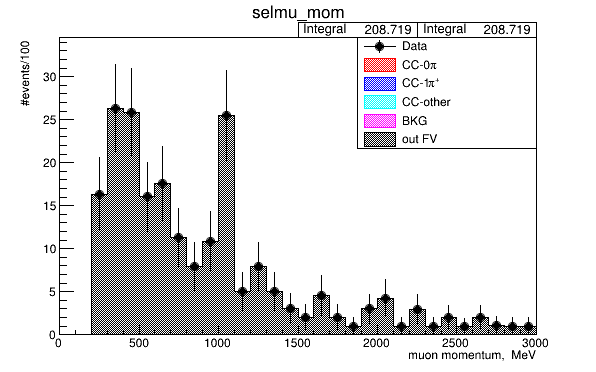 selmu_mom
Integral 208.719 Integral 208.719
#events/100
Data
CC-0π
CC-1π⁺
CC-other
BKG
out FV
30
25
20
15
10
5
0
0 500 1000 1500 2000 2500 3000
muon momentum, MeV